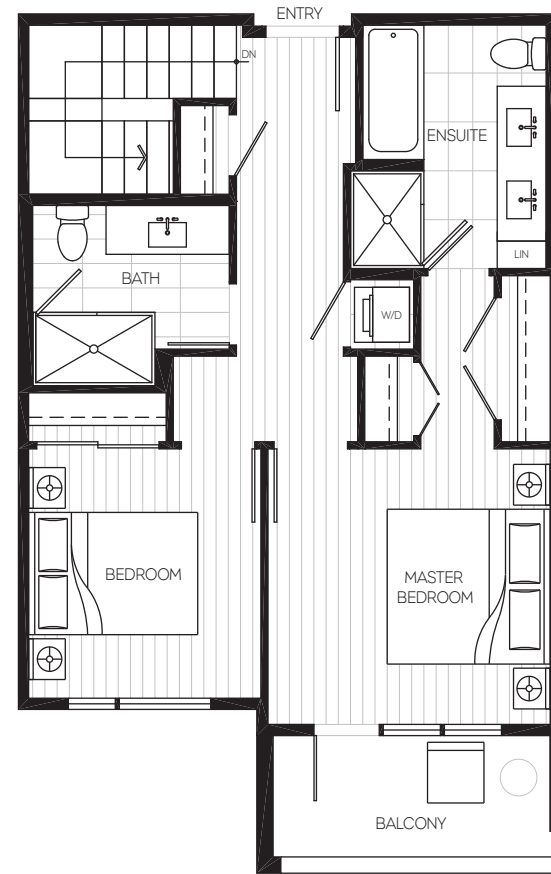 ENTRY
DN
ENSUITE
LIN
BATH
W/D
BEDROOM
MASTER
BEDROOM
BALCONY